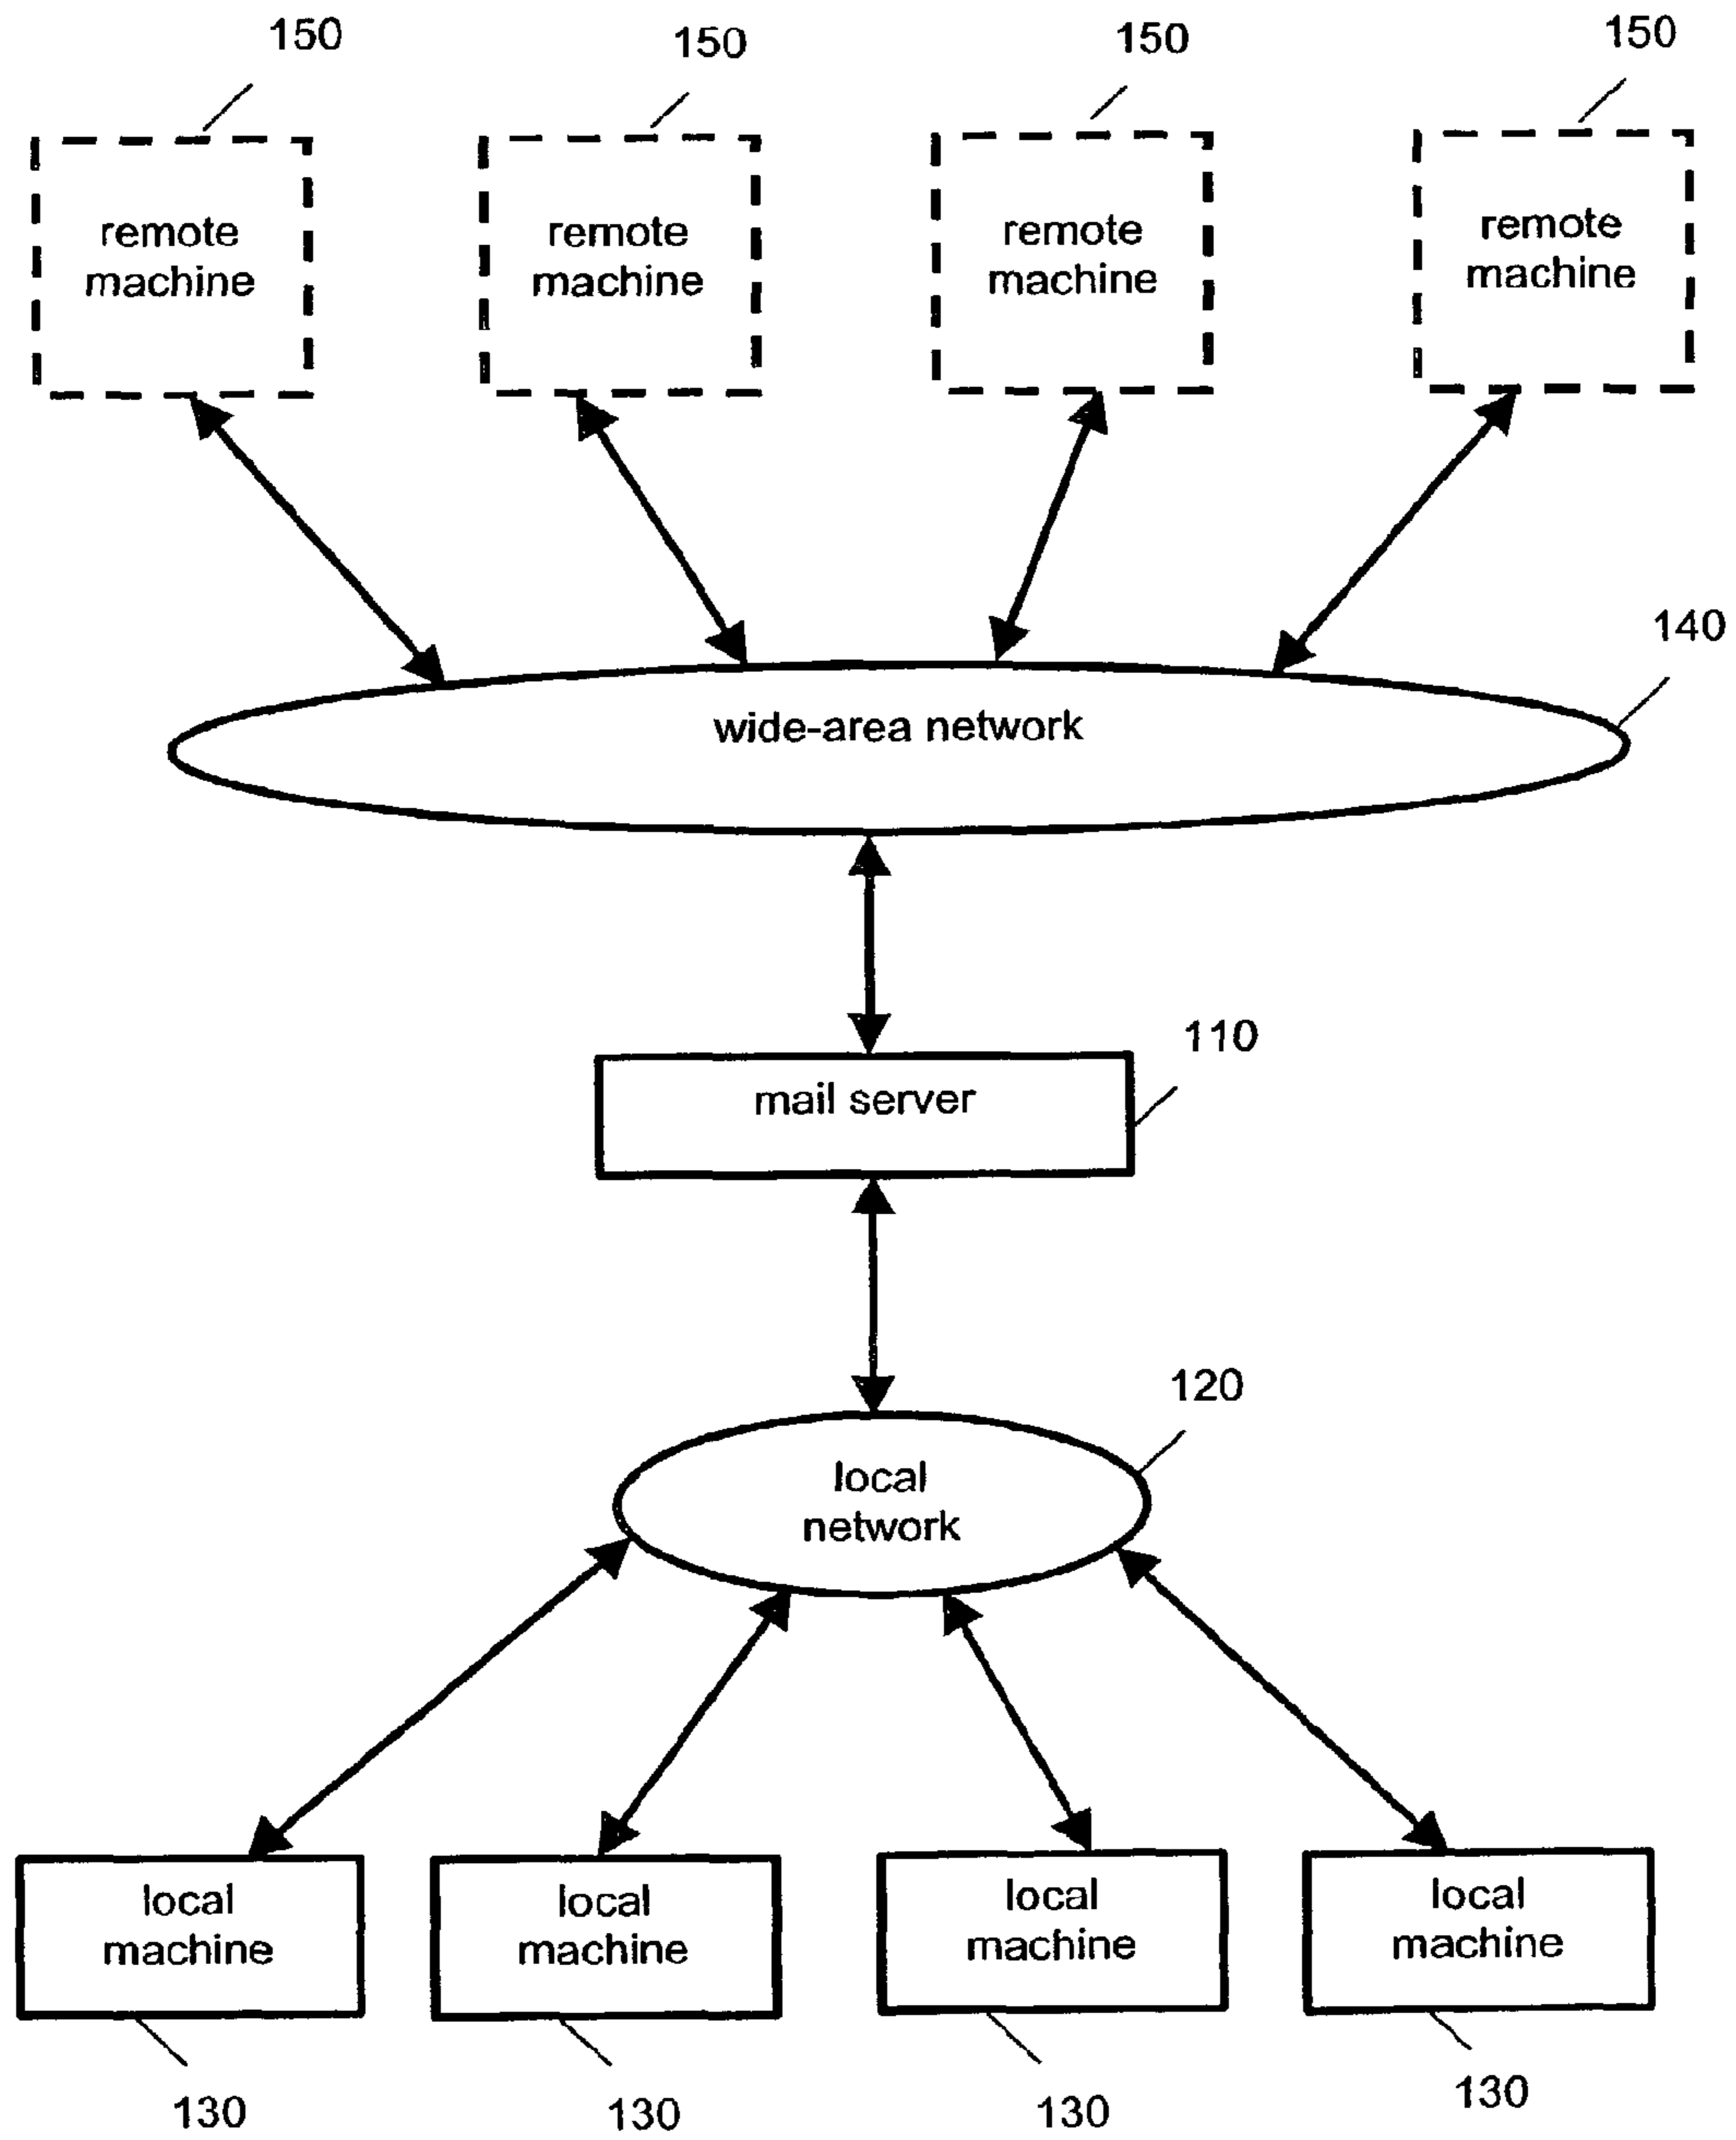 150 150 150 150
remote machine
remote machine
remote machine
remote machine
140
wide-area network
110
mail server
120
local
network
local machine
local machine
local machine
local machine
130 130 130 130